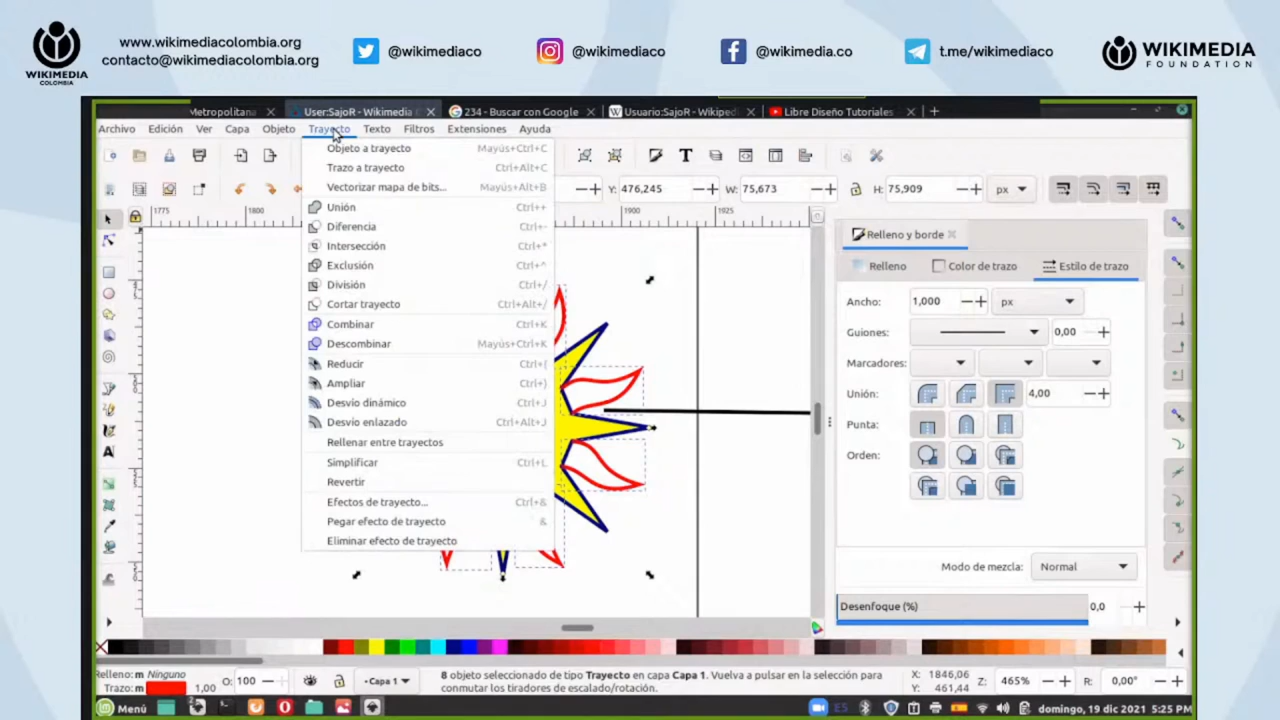 WIKIMEDIA
COLOMBIA
www.wikimediacolombia.org
contacto@wikimediacolombia.org
@wikimediaco
@wikimediaco
@wikimedia.co
t.me/wikimediaco
WIKIMEDIA
FOUNDATION
Metropolitana
User:SajoR - Wikimedia
234 - Buscar con Google
Usuario:SajoR - Wikiped
Libre Diseño Tutoriales
Archivo Edición Ver Capa Objeto Trayecto Texto Filtros Extensiones Ayuda
Y: 476,245 W: 75,673 H: 75,909 px
1775 1800 1900 1925
Objeto a trayecto Mayús+Ctrl+C
Trazo a trayecto Ctrl+Alt+C
Vectorizar mapa de bits... Mayús+Alt+B
Unión Ctrl++
Diferencia Ctrl+-
Intersección Ctrl+*
Exclusión Ctrl+^
División Ctrl+/
Cortar trayecto Ctrl+Alt+/
Combinar Ctrl+K
Descombinar Mayús+Ctrl+K
Reducir Ctrl+(
Ampliar Ctrl+)
Desvío dinámico Ctrl+J
Desvío enlazado Ctrl+Alt+J
Rellenar entre trayectos
Simplificar Ctrl+L
Revertir
Efectos de trayecto... Ctrl+&
Pegar efecto de trayecto &
Eliminar efecto de trayecto
Relleno y borde
Relleno Color de trazo Estilo de trazo
Ancho: 1,000 px
Guiones: 0,00
Marcadores:
Unión: 4,00
Punta:
Orden:
Modo de mezcla: Normal
Desenfoque (%) 0,0
Relleno: m Ninguno
Trazo: m 1,00
O: 100
Capa 1
8 objeto seleccionado de tipo Trayecto en capa Capa 1. Vuelva a pulsar en la selección para
conmutar los tiradores de escalado/rotación.
X: 1846,06
Y: 461,44
Z: 465%
R: 0,00°
Menú
ES
domingo, 19 dic 2021 5:25 PM